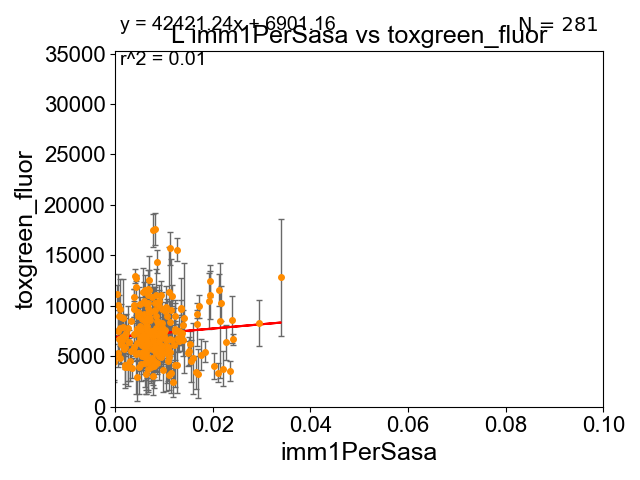 y = 42421.24x + 6901.16
N = 281
L imm1PerSasa vs toxgreen_fluor
r^2 = 0.01
35000
30000
25000
20000
15000
10000
5000
0
toxgreen_fluor
0.00 0.02 0.04 0.06 0.08 0.10
imm1PerSasa